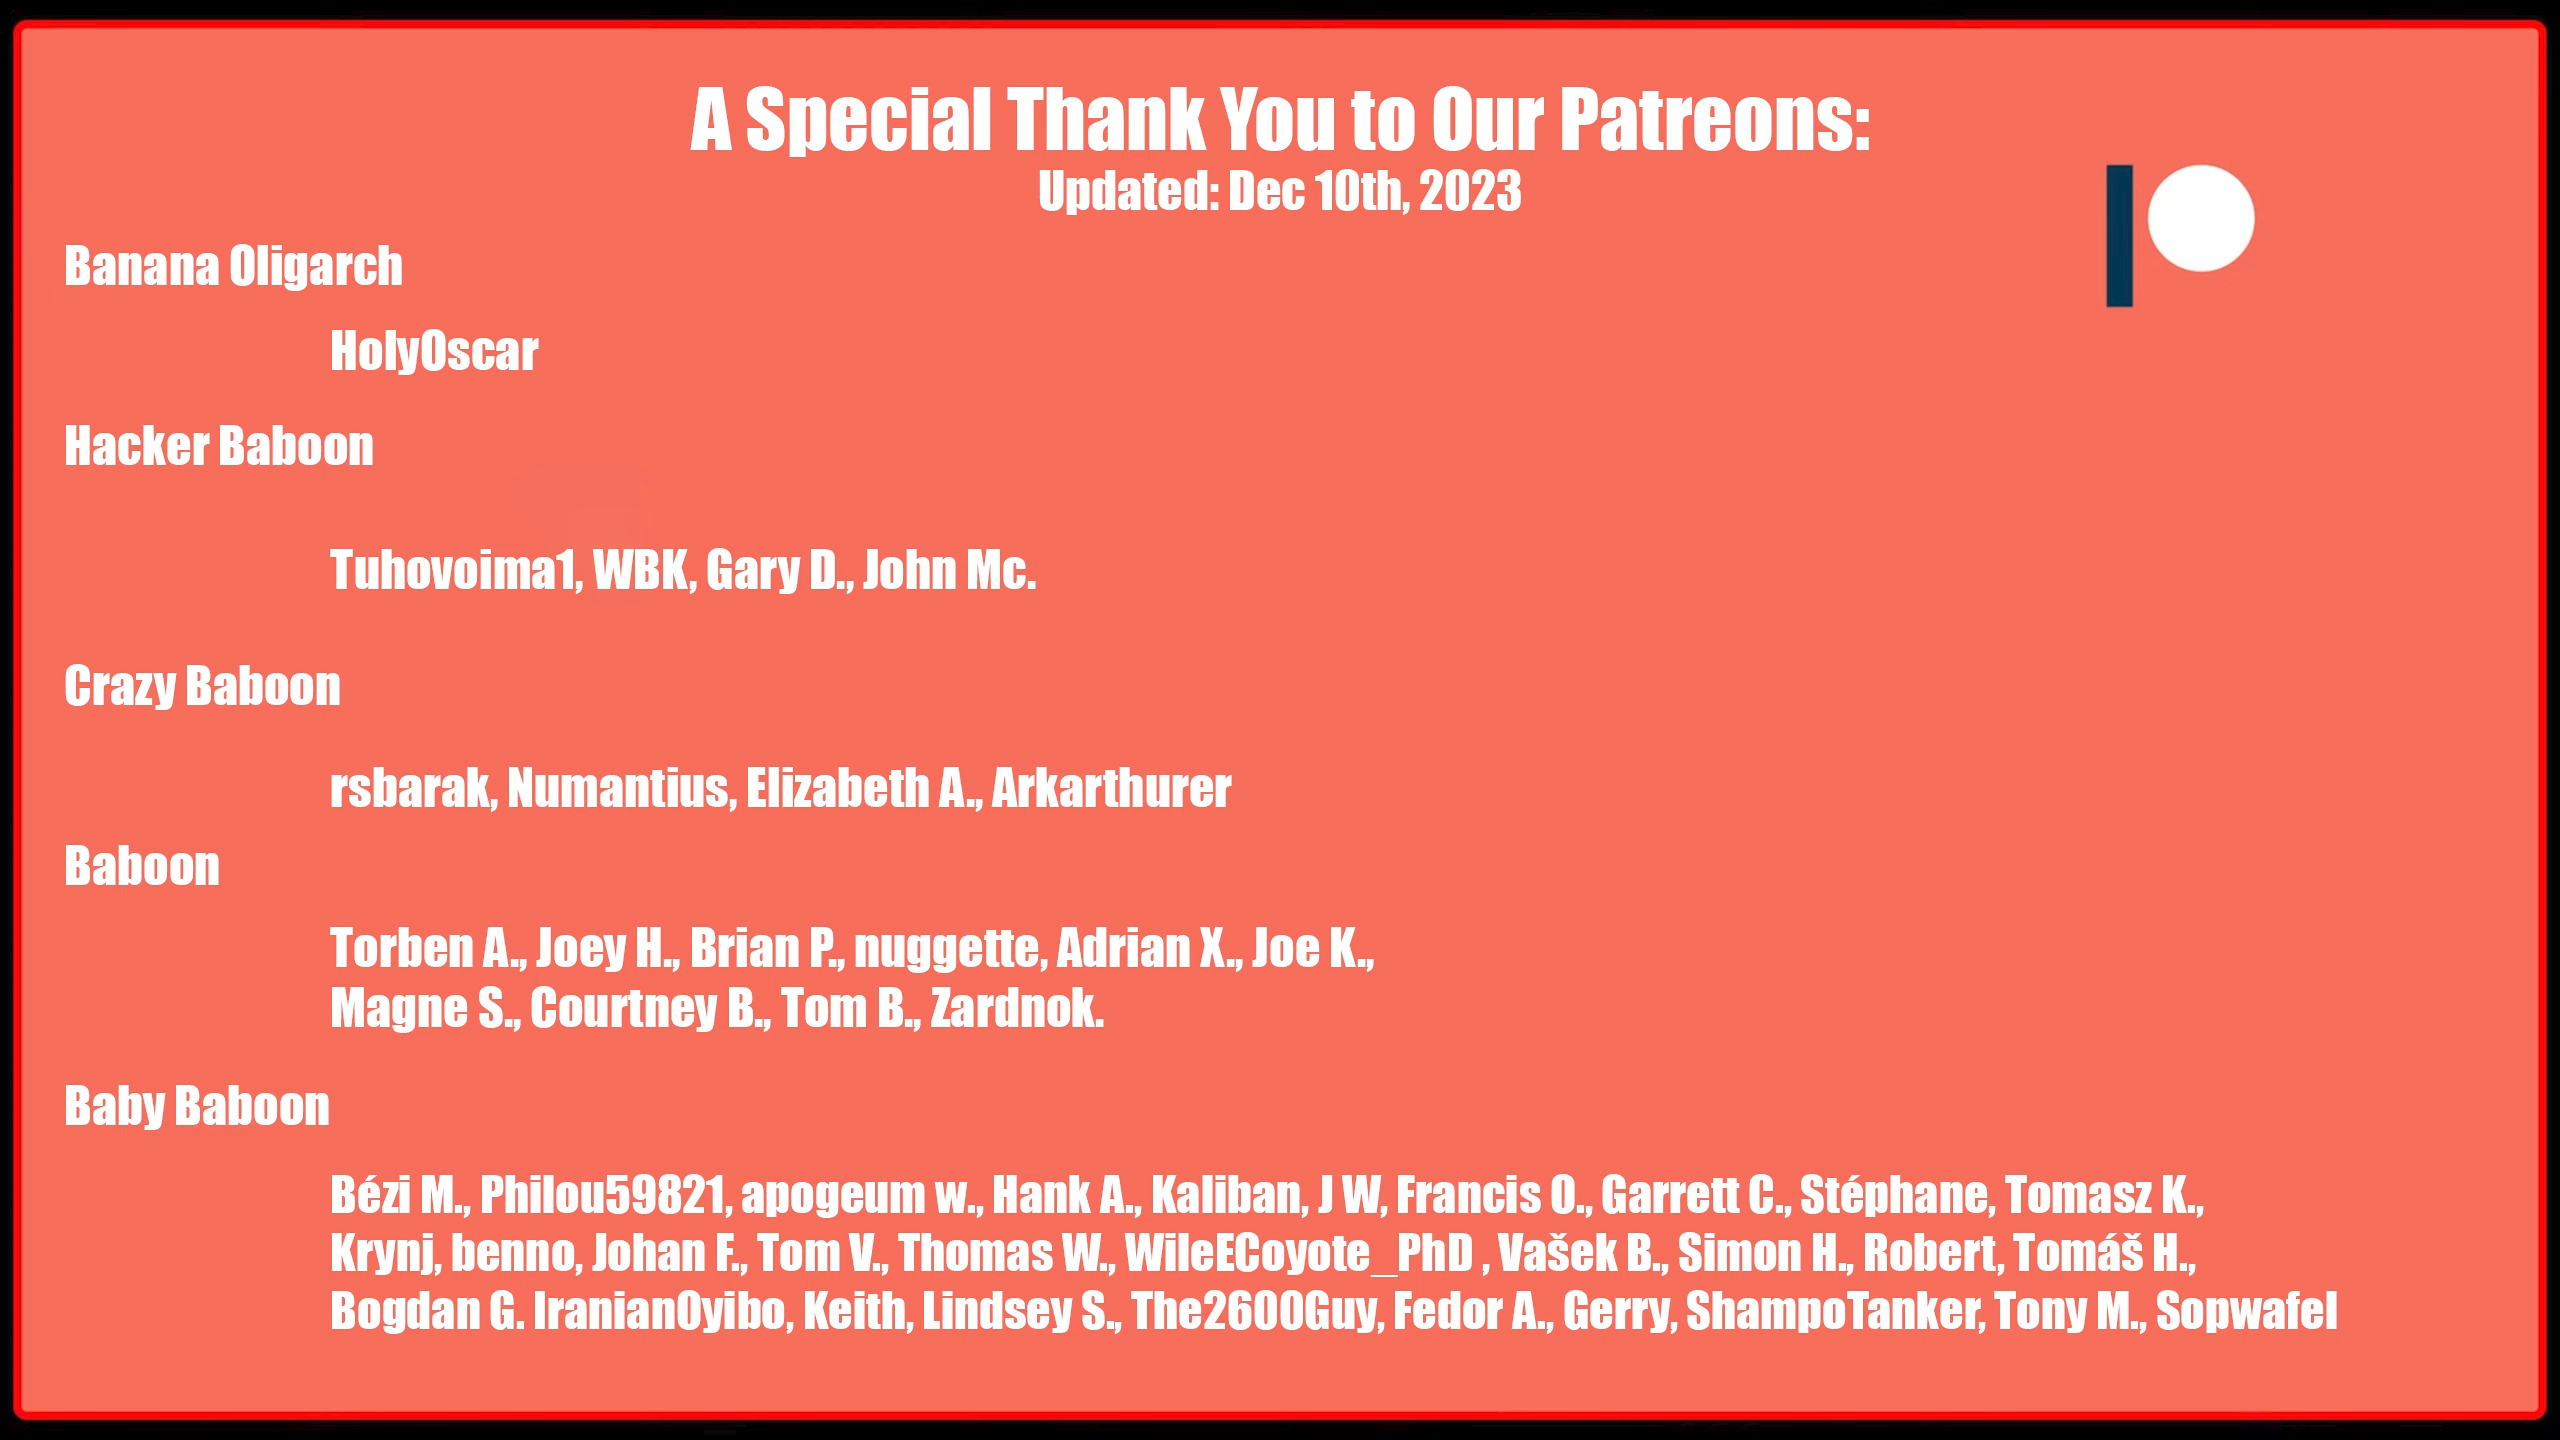 A Special Thank You to Our Patreons:
Updated: Dec 10th, 2023
Banana Oligarch
HolyOscar
Hacker Baboon
Tuhovoima1, WBK, Gary D., John Mc.
Crazy Baboon
rsbarak, Numantius, Elizabeth A., Arkarthurer
Baboon
Torben A., Joey H., Brian P., nuggette, Adrian X., Joe K.,
Magne S., Courtney B., Tom B., Zardnok.
Baby Baboon
Bézi M., Philou59821, apogeum w., Hank A., Kaliban, J W, Francis O., Garrett C., Stéphane, Tomasz K.,
Krynj, benno, Johan F., Tom V., Thomas W., WileECoyote_PhD , Vašek B., Simon H., Robert, Tomáš H.,
Bogdan G. IranianOyibo, Keith, Lindsey S., The2600Guy, Fedor A., Gerry, ShampoTanker, Tony M., Sopwafel